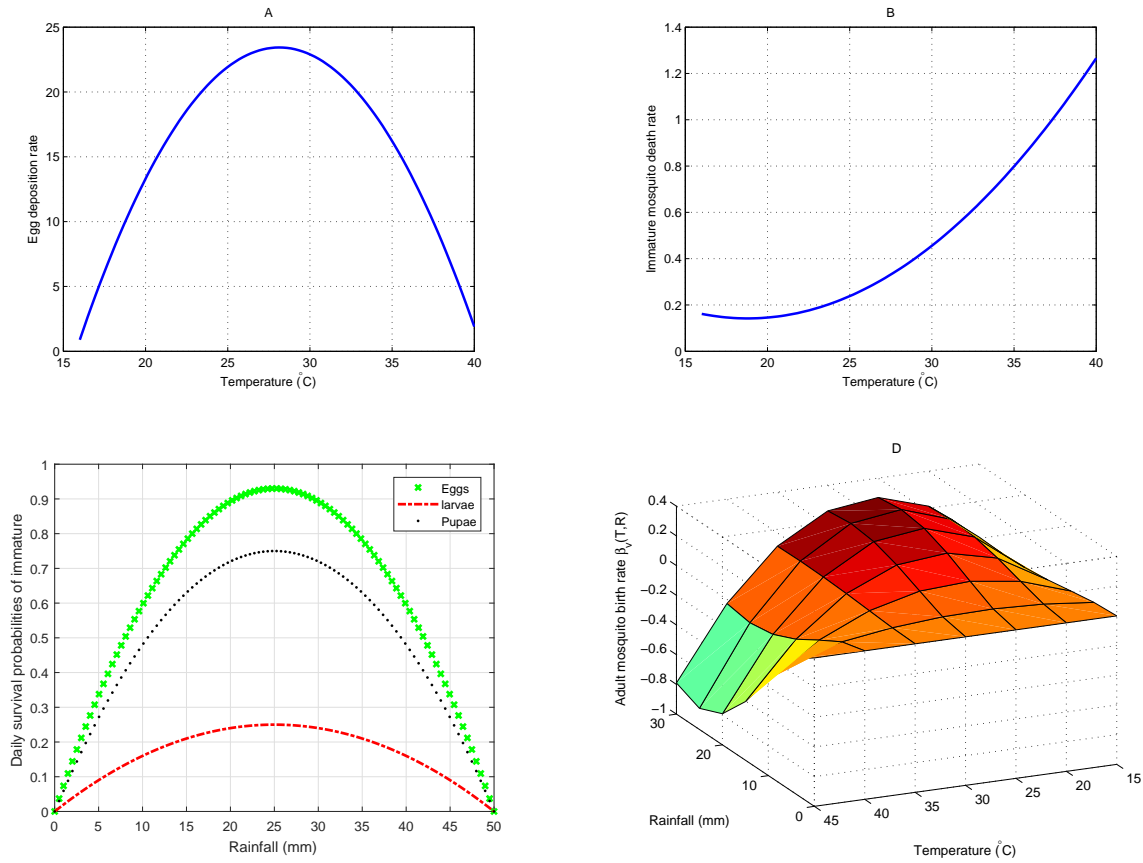 A
25
20
15
10
5
0
15 20 25 30 35 40
Egg deposition rate
Temperature (°C)
B
1.4
1.2
1
0.8
0.6
0.4
0.2
0
15 20 25 30 35 40
Immature mosquito death rate
Temperature (°C)
1
0.9
0.8
0.7
0.6
0.5
0.4
0.3
0.2
0.1
0
0 5 10 15 20 25 30 35 40 45 50
Daily survival probabilities of immature
Rainfall (mm)
Eggs
larvae
Pupae
D
0.4
0.2
0
−0.2
−0.4
−0.6
−0.8
−1
Adult mosquito birth rate βv(T,R)
30
20
10
0
Rainfall (mm)
45 40 35 30 25 20 15
Temperature (°C)